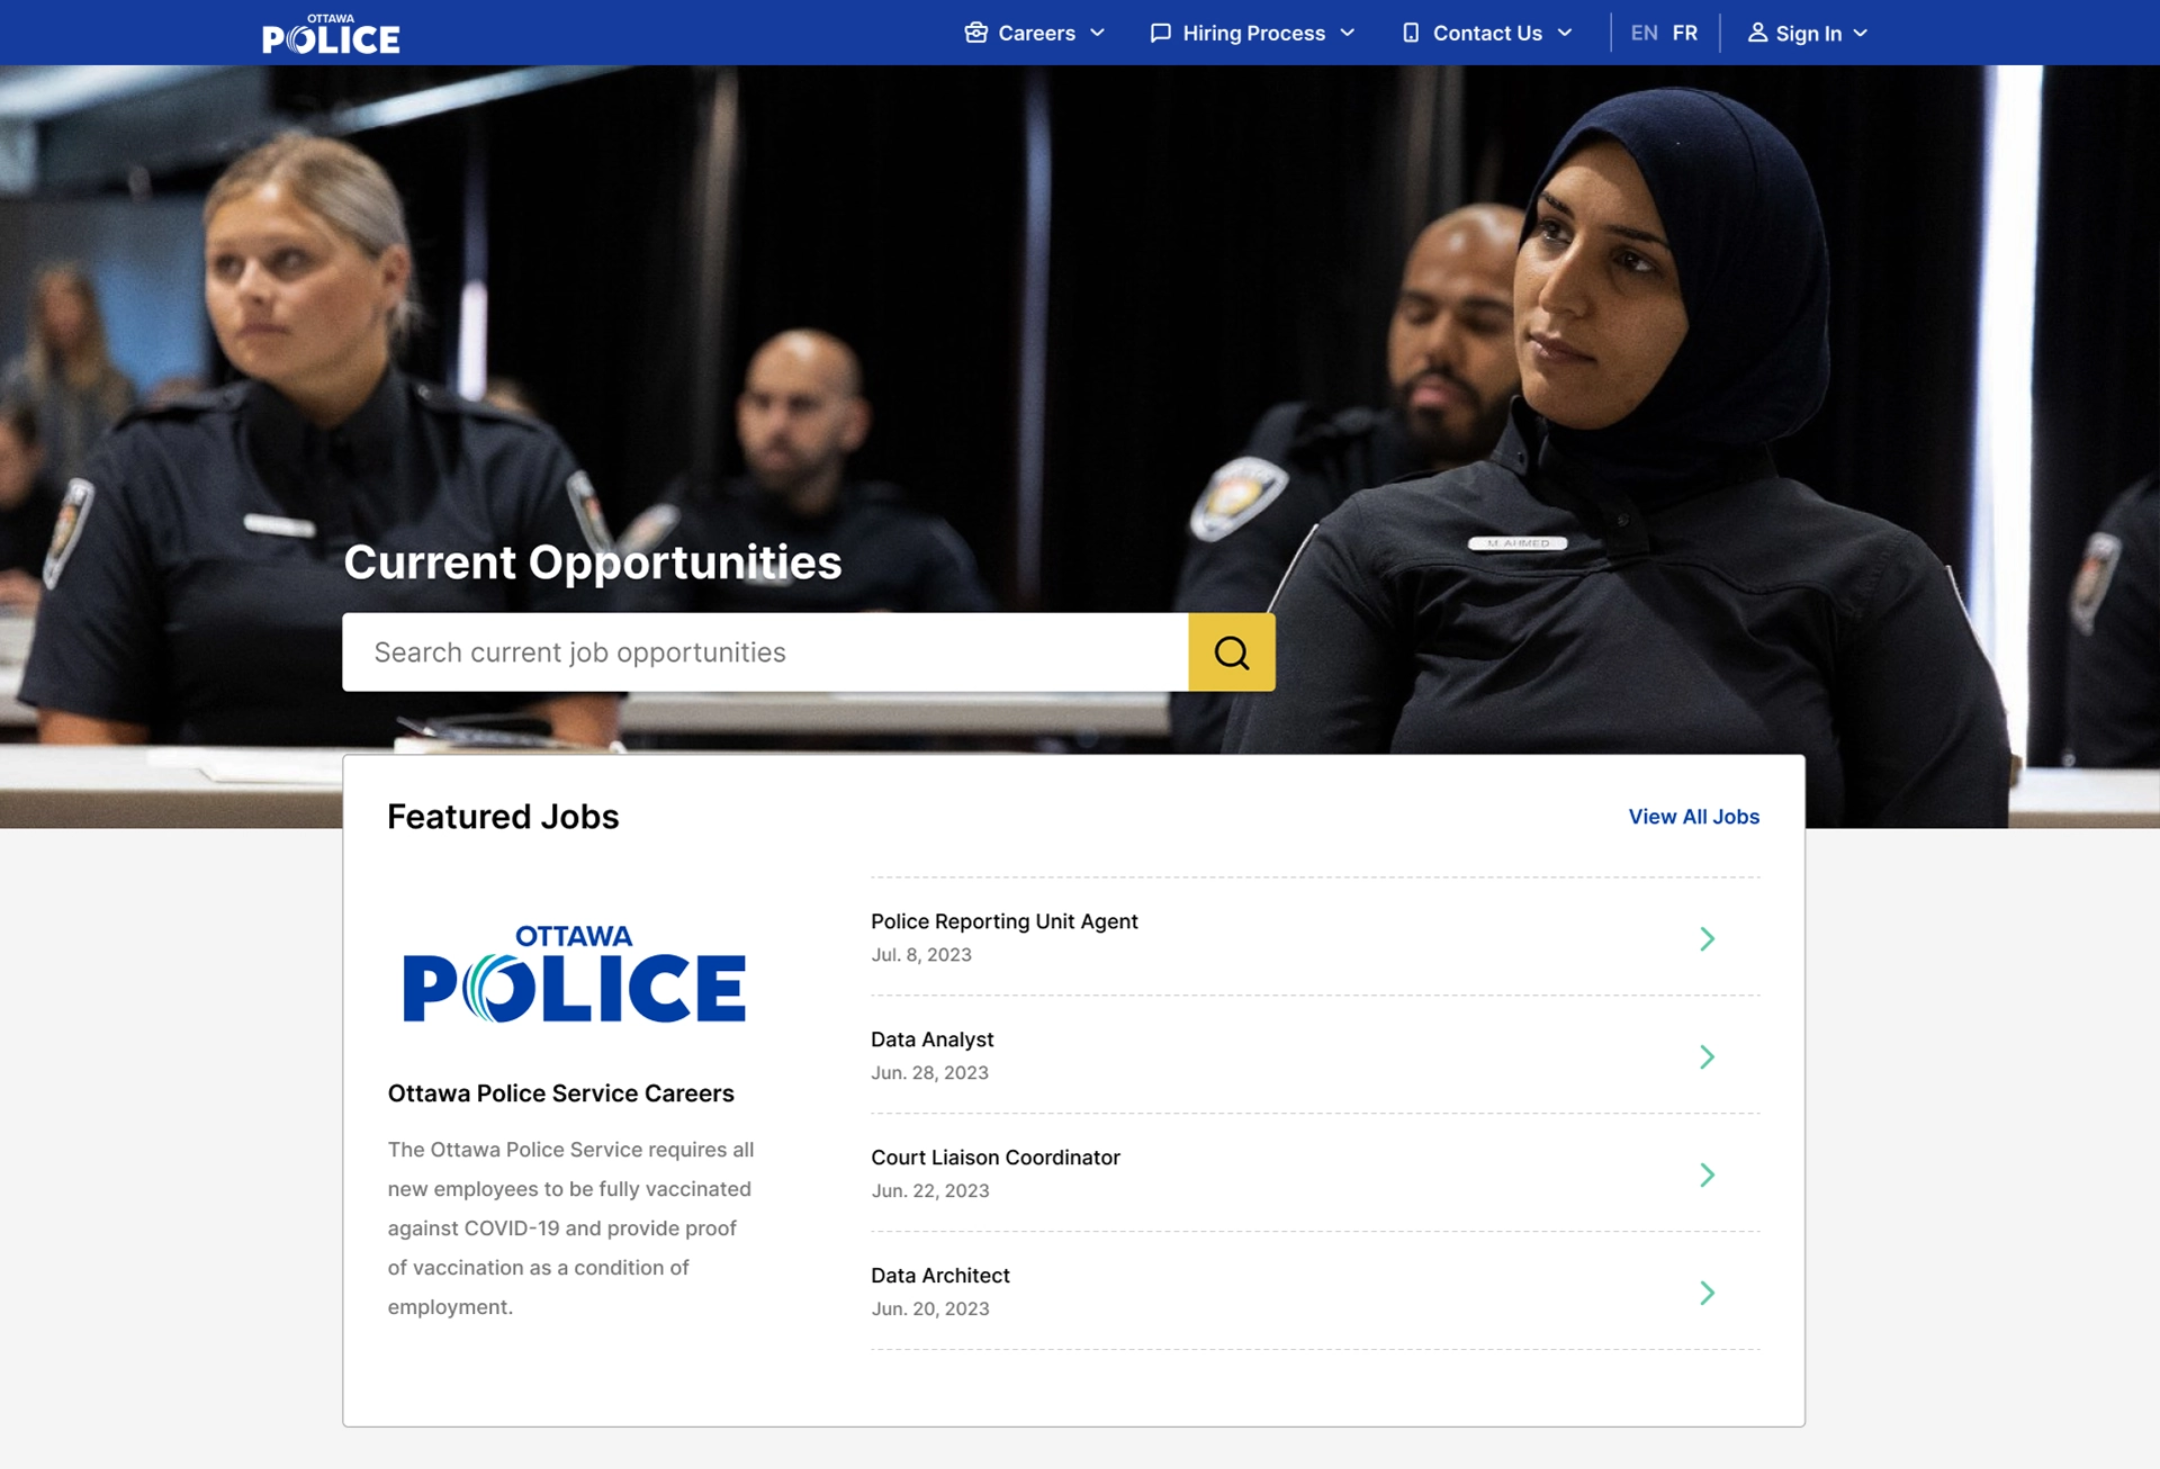 OTTAWA
POLICE
Careers
Hiring Process
Contact Us
EN FR
Sign In
M. AHMED
Current Opportunities
Search current job opportunities
Featured Jobs
View All Jobs
OTTAWA
POLICE
Ottawa Police Service Careers
The Ottawa Police Service requires all
new employees to be fully vaccinated
against COVID-19 and provide proof
of vaccination as a condition of
employment.
Police Reporting Unit Agent
Jul. 8, 2023
Data Analyst
Jun. 28, 2023
Court Liaison Coordinator
Jun. 22, 2023
Data Architect
Jun. 20, 2023